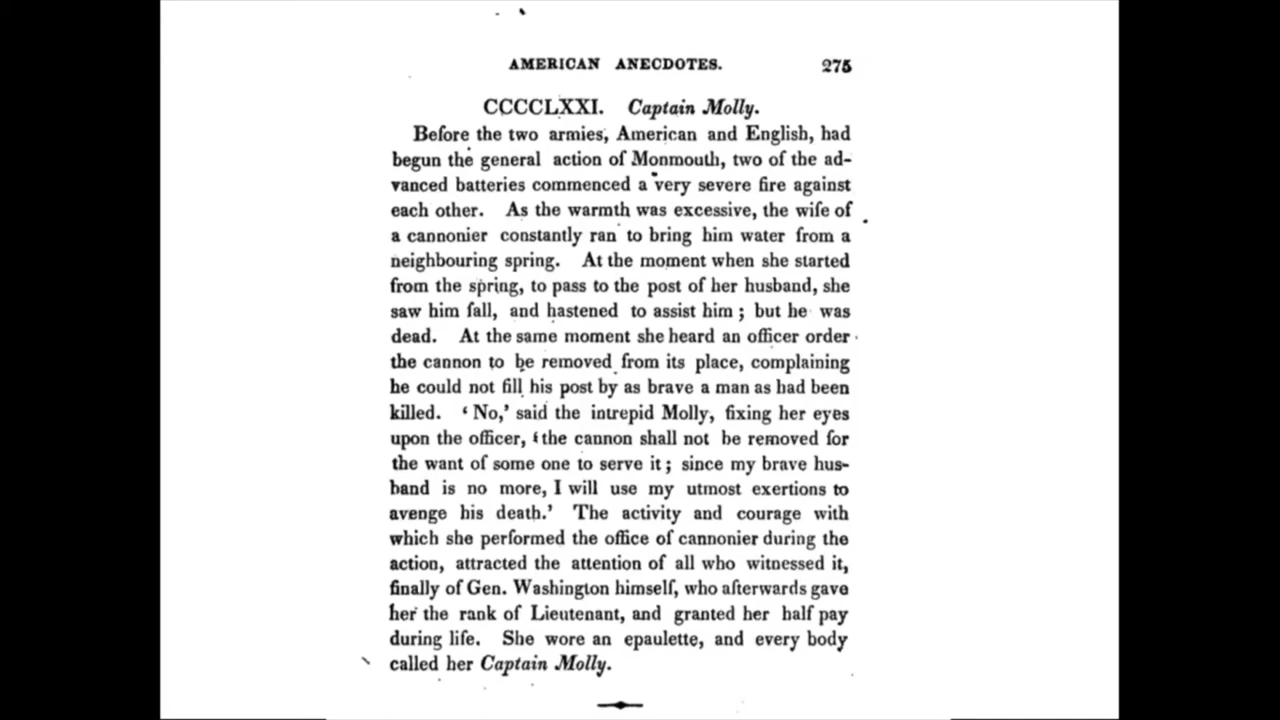 AMERICAN ANECDOTES. 275
CCCCLXXI. Captain Molly.
Before the two armies, American and English, had
begun the general action of Monmouth, two of the ad-
vanced batteries commenced a very severe fire against
each other. As the warmth was excessive, the wife of
a cannonier constantly ran to bring him water from a
neighbouring spring. At the moment when she started
from the spring, to pass to the post of her husband, she
saw him fall, and hastened to assist him; but he was
dead. At the same moment she heard an officer order
the cannon to be removed from its place, complaining
he could not fill his post by as brave a man as had been
killed. ‘No,’ said the intrepid Molly, fixing her eyes
upon the officer, ‘the cannon shall not be removed for
the want of some one to serve it; since my brave hus-
band is no more, I will use my utmost exertions to
avenge his death.’ The activity and courage with
which she performed the office of cannonier during the
action, attracted the attention of all who witnessed it,
finally of Gen. Washington himself, who afterwards gave
her the rank of Lieutenant, and granted her half pay
during life. She wore an epaulette, and every body
called her Captain Molly.